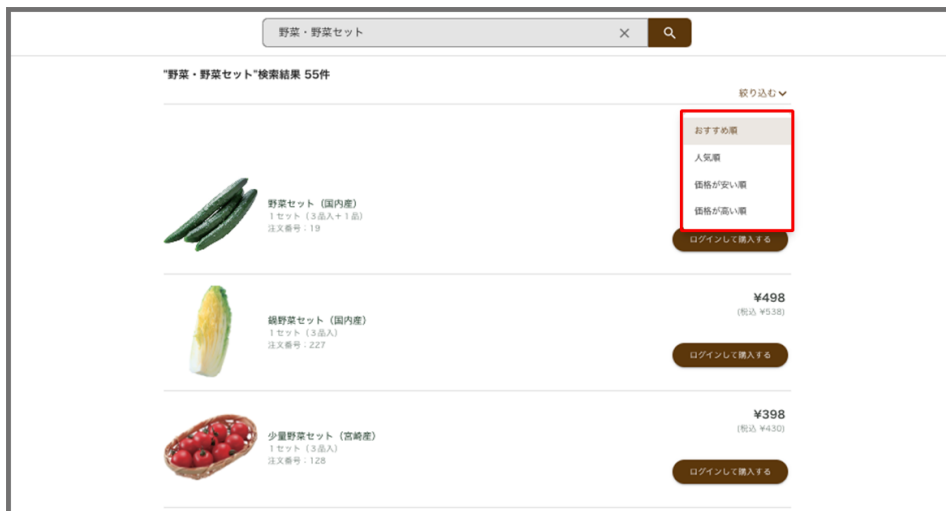 野菜・野菜セット
"野菜・野菜セット"検索結果 55件
絞り込む
おすすめ順
人気順
価格が安い順
価格が高い順
野菜セット（国内産）
1セット（3品入+1品）
注文番号：19
ログインして購入する
¥498
(税込 ¥538)
鍋野菜セット（国内産）
1セット（3品入）
注文番号：227
ログインして購入する
¥398
(税込 ¥430)
少量野菜セット（宮崎産）
1セット（3品入）
注文番号：128
ログインして購入する